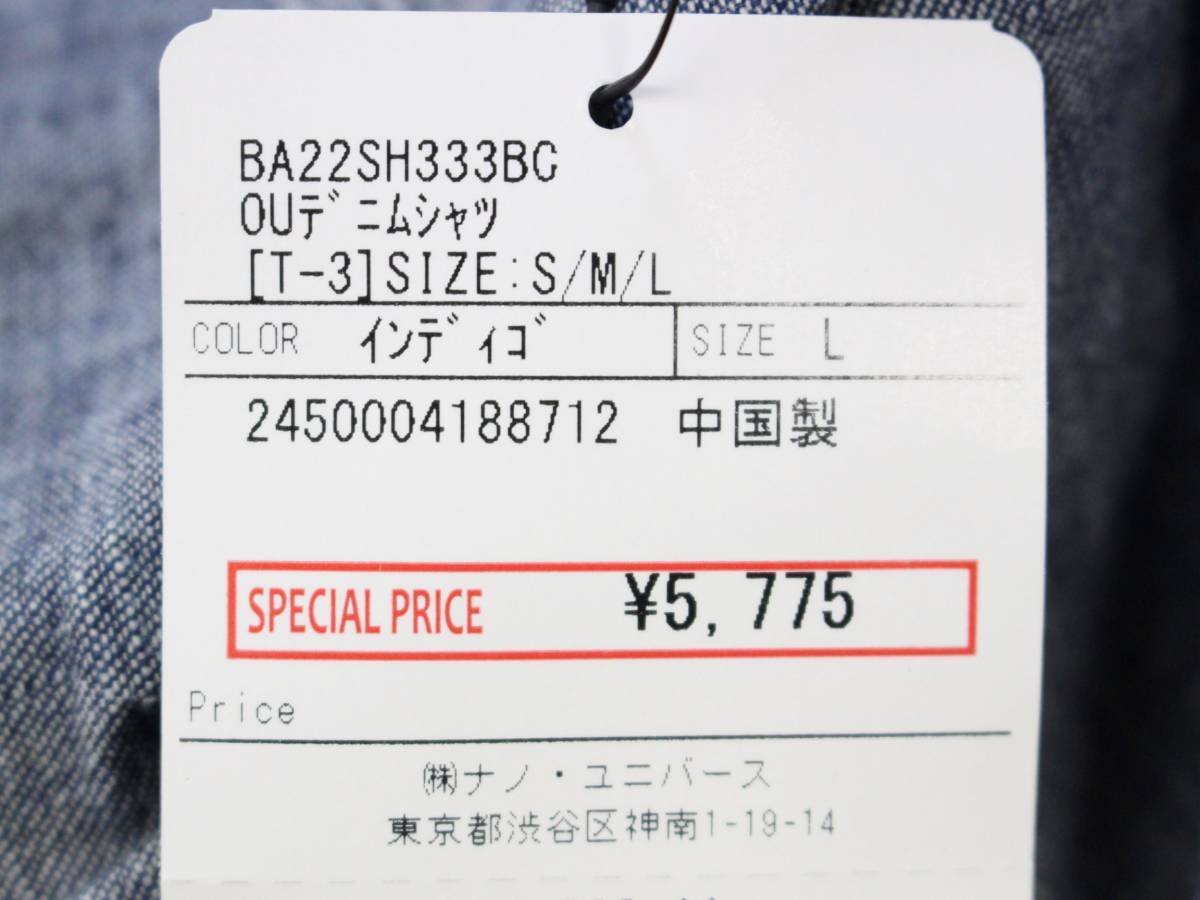 BA22SH333BG
OUﾃﾞﾆﾑｼｬﾂ
[T-3]SIZE:S/M/L
COLOR ｲﾝﾃﾞｨｺﾞ SIZE L
2450004188712 中国製
SPECIAL PRICE ¥5,775
Price
㈱ナノ・ユニバース
東京都渋谷区神南1-19-14